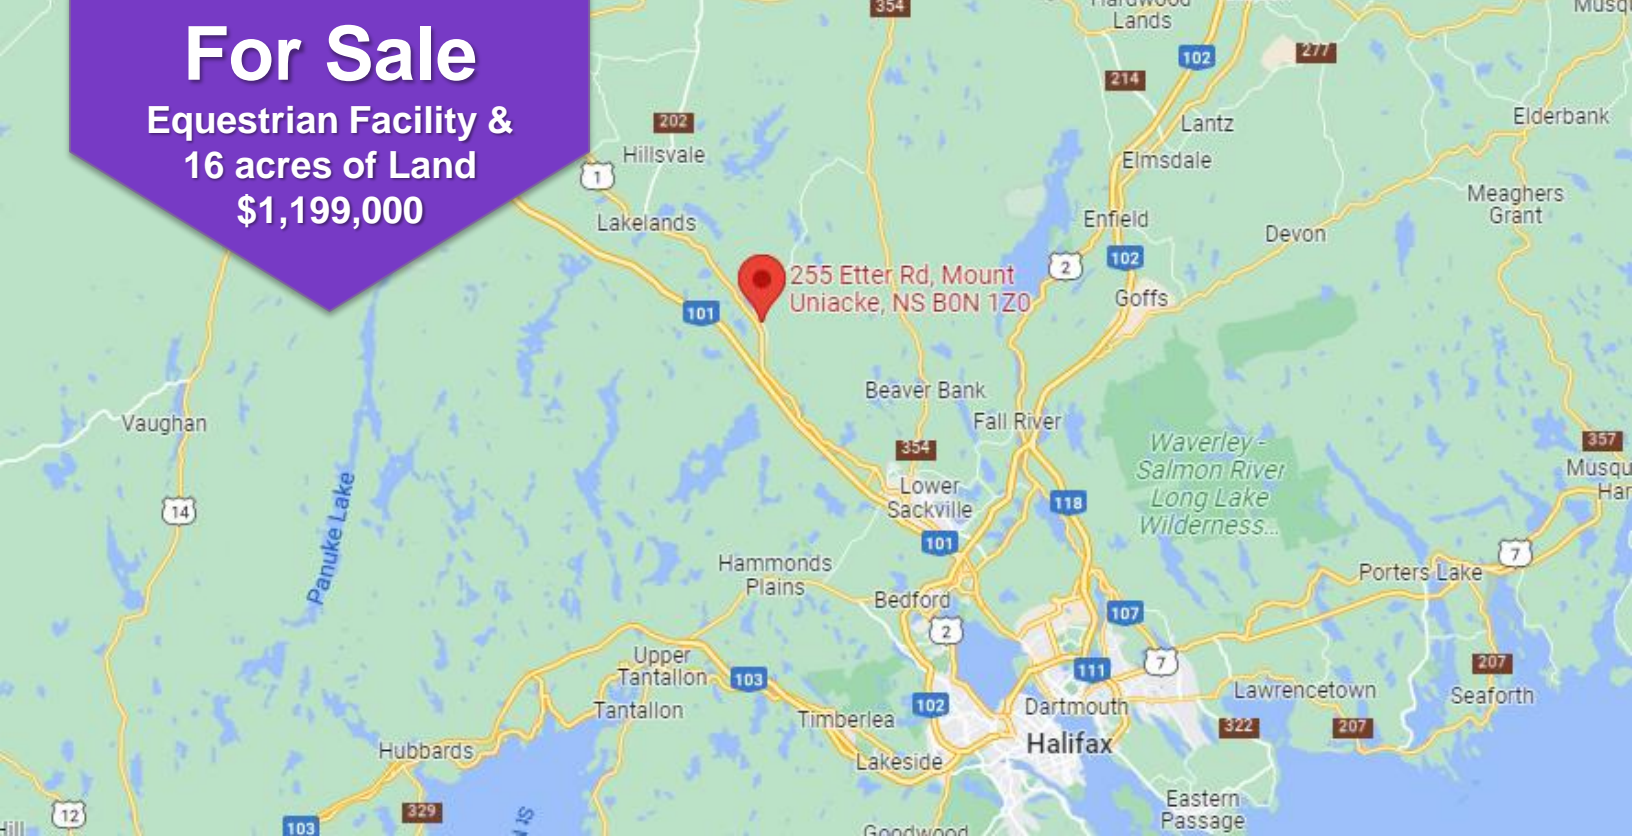 For Sale
Equestrian Facility &
16 acres of Land
$1,199,000
354
Lands
102
277
214
202
Hillsvale
Lantz
Elderbank
Elmsdale
1
Lakelands
Meaghers
Grant
Enfield
Devon
2
102
255 Etter Rd, Mount
Uniacke, NS B0N 1Z0
Goffs
101
Beaver Bank
Vaughan
Fall River
354
357
Waverley -
Salmon River
Long Lake
Wilderness...
Musqu
Har
Lower
Sackville
118
14
Panuke Lake
101
7
Hammonds
Plains
Porters Lake
Bedford
107
2
Upper
Tantallon
103
111
7
207
Lawrencetown
Seaforth
102
Tantallon
Timberlea
Dartmouth
322
207
Halifax
Hubbards
Lakeside
329
12
103
Eastern
Passage
Goodwood